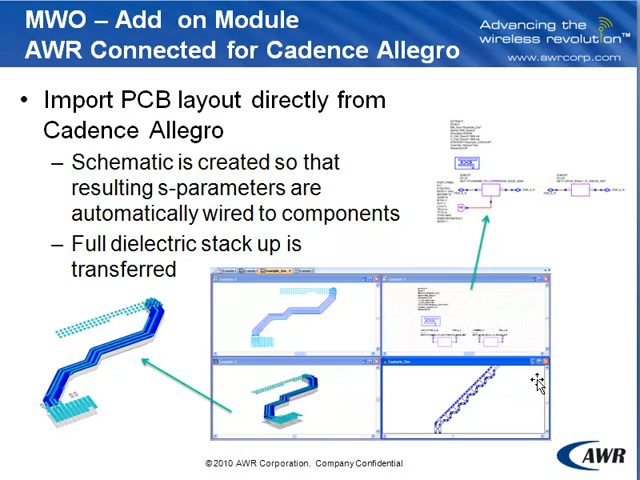 MWO – Add on Module
AWR Connected for Cadence Allegro
Advancing the
wireless revolution™
www.awrcorp.com
• Import PCB layout directly from
Cadence Allegro
– Schematic is created so that
resulting s-parameters are
automatically wired to components
– Full dielectric stack up is
transferred
© 2010 AWR Corporation. Company Confidential
AWR